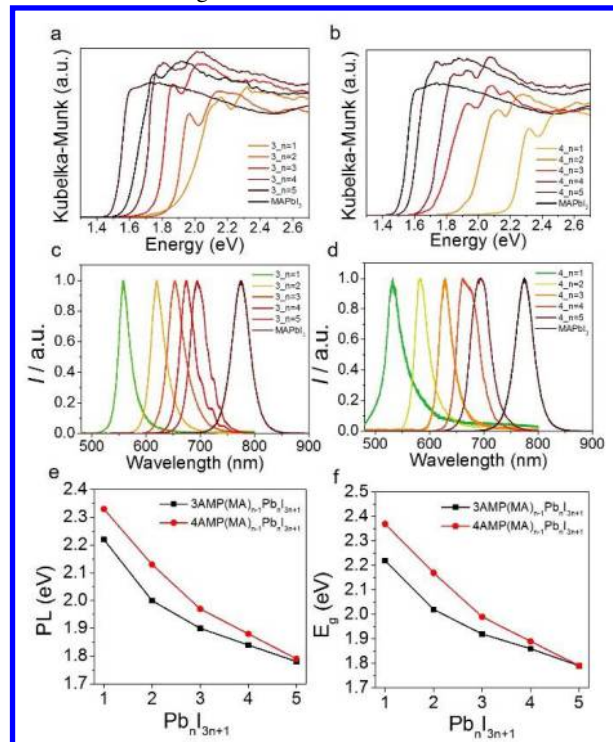 a
Kubelka-Munk (a.u.)
3_n=1
3_n=2
3_n=3
3_n=4
3_n=5
MAPbI3
1.4 1.6 1.8 2.0 2.2 2.4 2.6
Energy (eV)
b
Kubelka-Munk (a.u.)
4_n=1
4_n=2
4_n=3
4_n=4
4_n=5
MAPbI3
1.4 1.6 1.8 2.0 2.2 2.4 2.6
Energy (eV)
c
I / a.u.
1.0
0.8
0.6
0.4
0.2
0.0
3_n=1
3_n=2
3_n=3
3_n=4
3_n=5
MAPbI3
500 600 700 800 900
Wavelength (nm)
d
I / a.u.
1.0
0.8
0.6
0.4
0.2
0.0
4_n=1
4_n=2
4_n=3
4_n=4
4_n=5
MAPbI3
500 600 700 800 900
Wavelength (nm)
e
PL (eV)
2.4
2.3
2.2
2.1
2.0
1.9
1.8
1.7
3AMP(MA)n-1PbnI3n+1
4AMP(MA)n-1PbnI3n+1
1 2 3 4 5
PbnI3n+1
f
Eg (eV)
2.5
2.4
2.3
2.2
2.1
2.0
1.9
1.8
1.7
3AMP(MA)n-1PbnI3n+1
4AMP(MA)n-1PbnI3n+1
1 2 3 4 5
PbnI3n+1